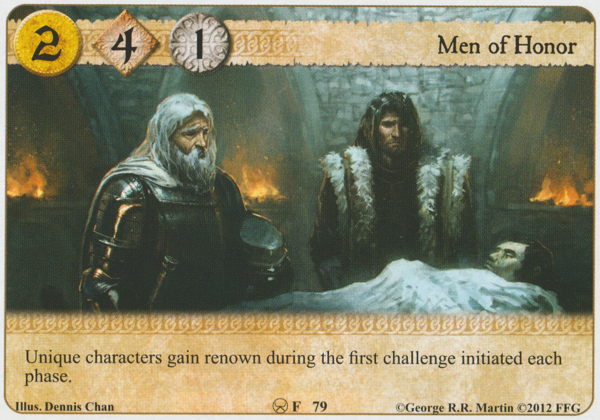 2 4 1 Men of Honor
Unique characters gain renown during the first challenge initiated each
phase.
Illus. Dennis Chan F 79 ©George R.R. Martin ©2012 FFG